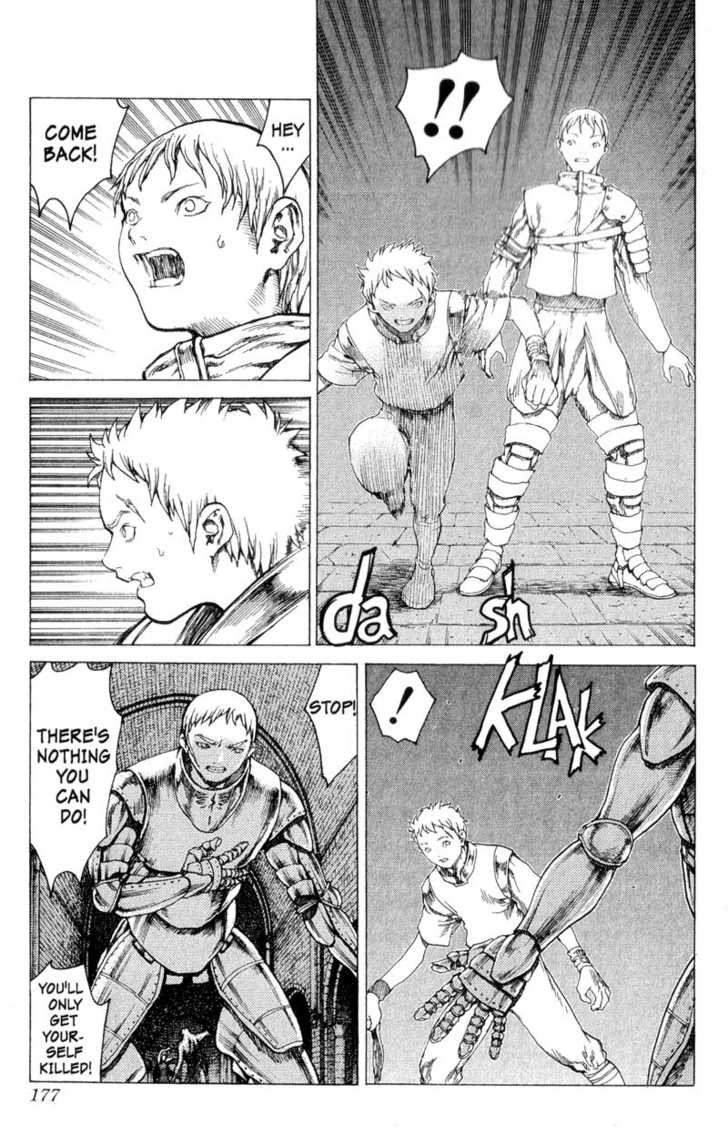 !!
da sh
HEY
...
COME
BACK!
!
KLAK
STOP!
THERE'S
NOTHING
YOU
CAN
DO!
YOU'LL
ONLY
GET
YOUR-
SELF
KILLED!
177